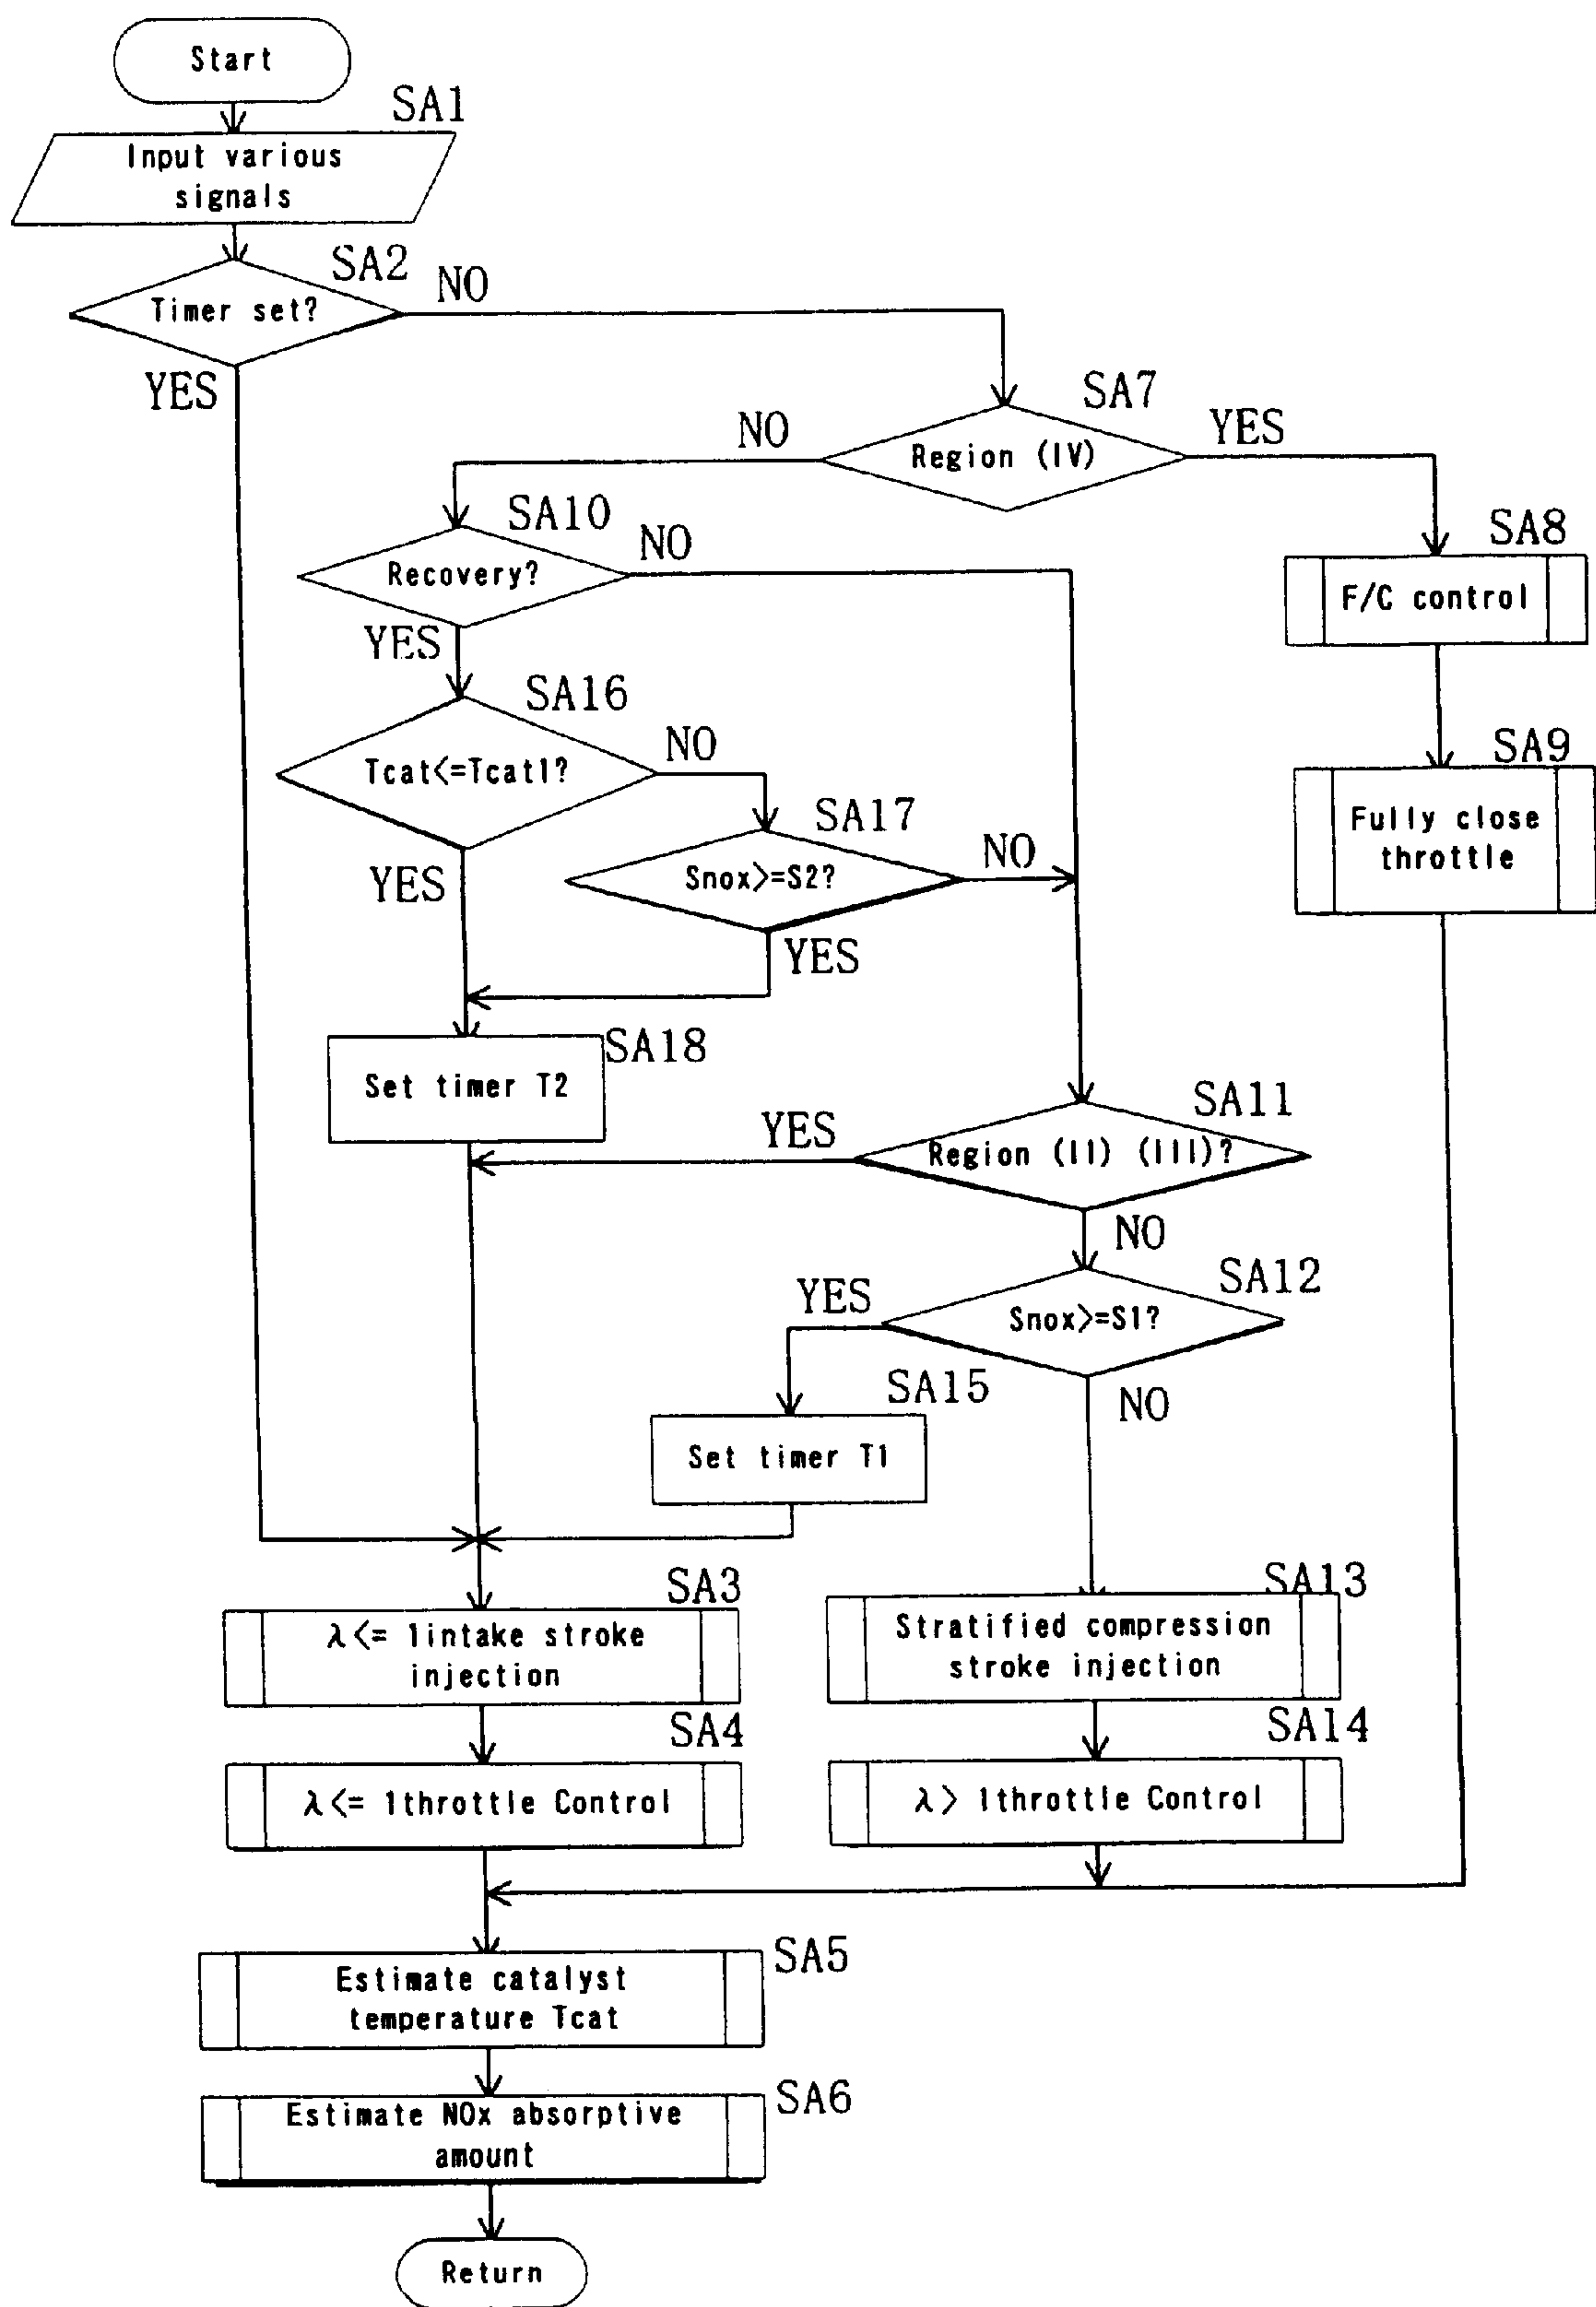 Start
SA1
Input various
signals
SA2
Timer set?
NO
YES
SA7
Region (IV)
NO
YES
SA10
Recovery?
NO
YES
SA8
F/C control
SA16
Tcat<=Tcat1?
NO
YES
SA9
Fully close
throttle
SA17
Snox>=S2?
NO
YES
SA18
Set timer T2
SA11
Region (II) (III)?
YES
NO
SA12
Snox>=S1?
YES
NO
SA15
Set timer T1
SA3
λ<= 1intake stroke
injection
SA13
Stratified compression
stroke injection
SA4
λ<= 1throttle Control
SA14
λ> 1throttle Control
SA5
Estimate catalyst
temperature Tcat
SA6
Estimate NOx absorptive
amount
Return